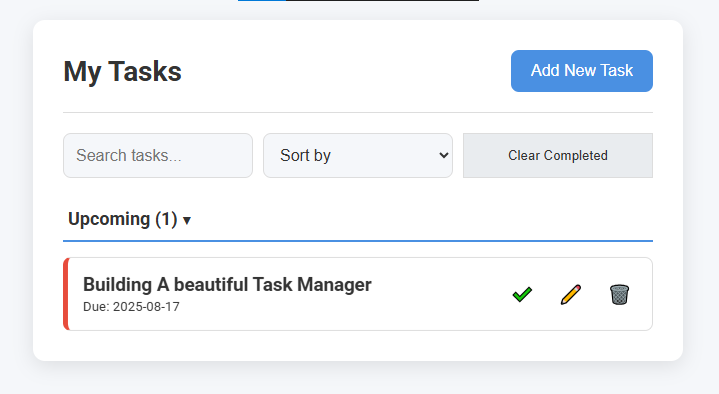 My Tasks
Add New Task
Search tasks...
Sort by
Clear Completed
Upcoming (1) ▼
Building A beautiful Task Manager
Due: 2025-08-17